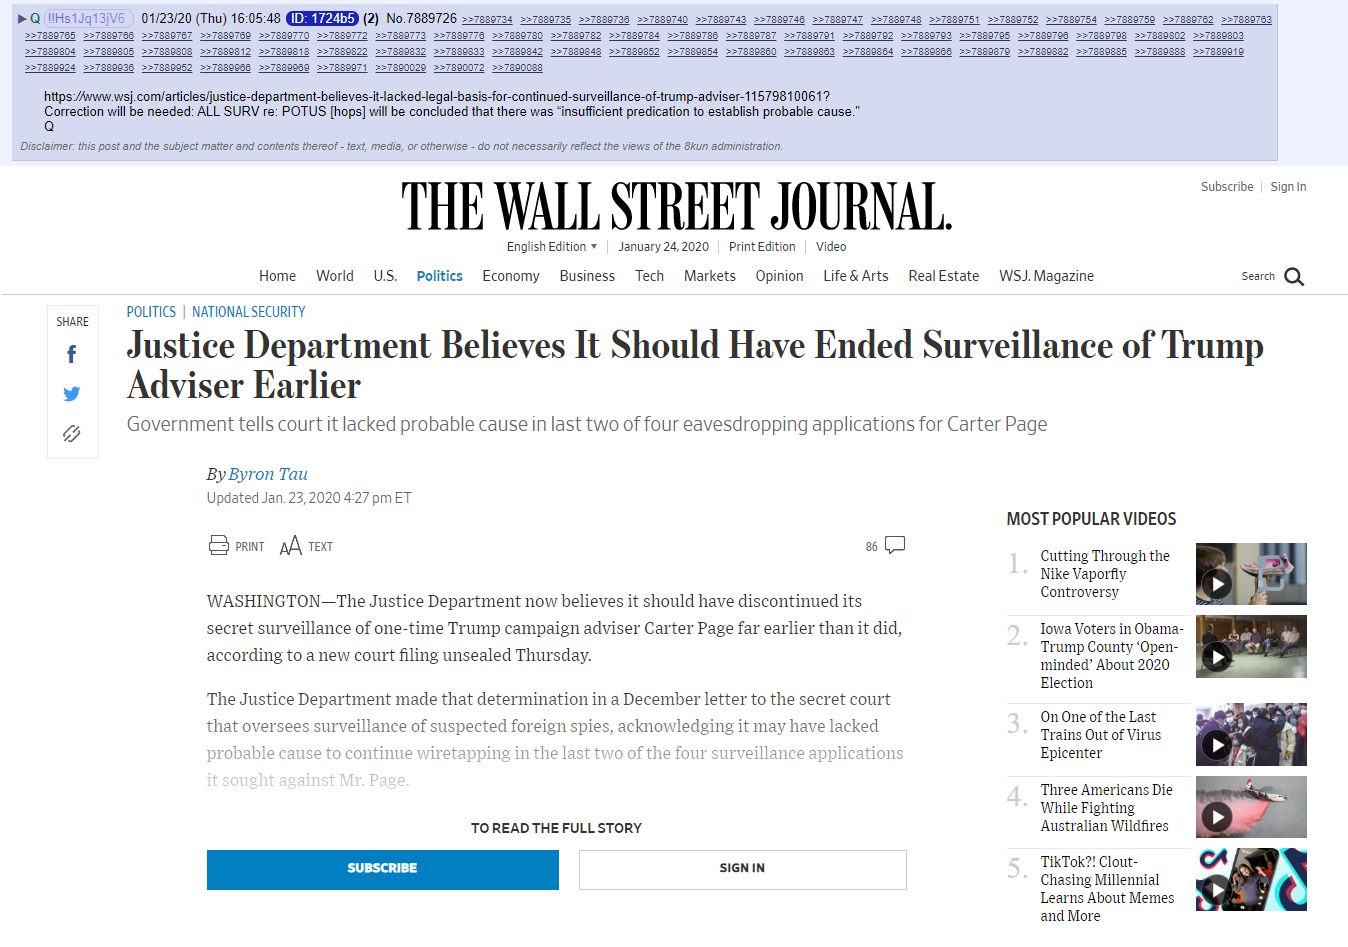 ▶ Q !!Hs1Jq13jV6 01/23/20 (Thu) 16:05:48 ID: 1724b5 (2) No.7889726 >>7889734 >>7889735 >>7889736 >>7889740 >>7889743 >>7889746 >>7889747 >>7889748 >>7889751 >>7889752 >>7889754 >>7889759 >>7889762 >>7889763
>>7889765 >>7889766 >>7889767 >>7889769 >>7889770 >>7889772 >>7889773 >>7889776 >>7889780 >>7889782 >>7889784 >>7889786 >>7889787 >>7889791 >>7889792 >>7889793 >>7889795 >>7889796 >>7889798 >>7889802 >>7889803
>>7889804 >>7889805 >>7889808 >>7889812 >>7889818 >>7889822 >>7889832 >>7889833 >>7889842 >>7889848 >>7889852 >>7889854 >>7889860 >>7889863 >>7889864 >>7889866 >>7889879 >>7889882 >>7889885 >>7889888 >>7889919
>>7889924 >>7889936 >>7889952 >>7889966 >>7889969 >>7889971 >>7890029 >>7890072 >>7890088
https://www.wsj.com/articles/justice-department-believes-it-lacked-legal-basis-for-continued-surveillance-of-trump-adviser-11579810061?
Correction will be needed: ALL SURV re: POTUS [hops] will be concluded that there was “insufficient predication to establish probable cause.”
Q
Disclaimer: this post and the subject matter and contents thereof - text, media, or otherwise - do not necessarily reflect the views of the 8kun administration.
THE WALL STREET JOURNAL.
Subscribe | Sign In
English Edition ▼ | January 24, 2020 | Print Edition | Video
Home World U.S. Politics Economy Business Tech Markets Opinion Life & Arts Real Estate WSJ. Magazine Search
SHARE
POLITICS | NATIONAL SECURITY
Justice Department Believes It Should Have Ended Surveillance of Trump
Adviser Earlier
Government tells court it lacked probable cause in last two of four eavesdropping applications for Carter Page
By Byron Tau
Updated Jan. 23, 2020 4:27 pm ET
PRINT AA TEXT
86
WASHINGTON—The Justice Department now believes it should have discontinued its
secret surveillance of one-time Trump campaign adviser Carter Page far earlier than it did,
according to a new court filing unsealed Thursday.
The Justice Department made that determination in a December letter to the secret court
that oversees surveillance of suspected foreign spies, acknowledging it may have lacked
probable cause to continue wiretapping in the last two of the four surveillance applications
it sought against Mr. Page.
TO READ THE FULL STORY
SUBSCRIBE
SIGN IN
MOST POPULAR VIDEOS
1. Cutting Through the
Nike Vaporfly
Controversy
2. Iowa Voters in Obama-
Trump County ‘Open-
minded’ About 2020
Election
3. On One of the Last
Trains Out of Virus
Epicenter
4. Three Americans Die
While Fighting
Australian Wildfires
5. TikTok?! Clout-
Chasing Millennial
Learns About Memes
and More